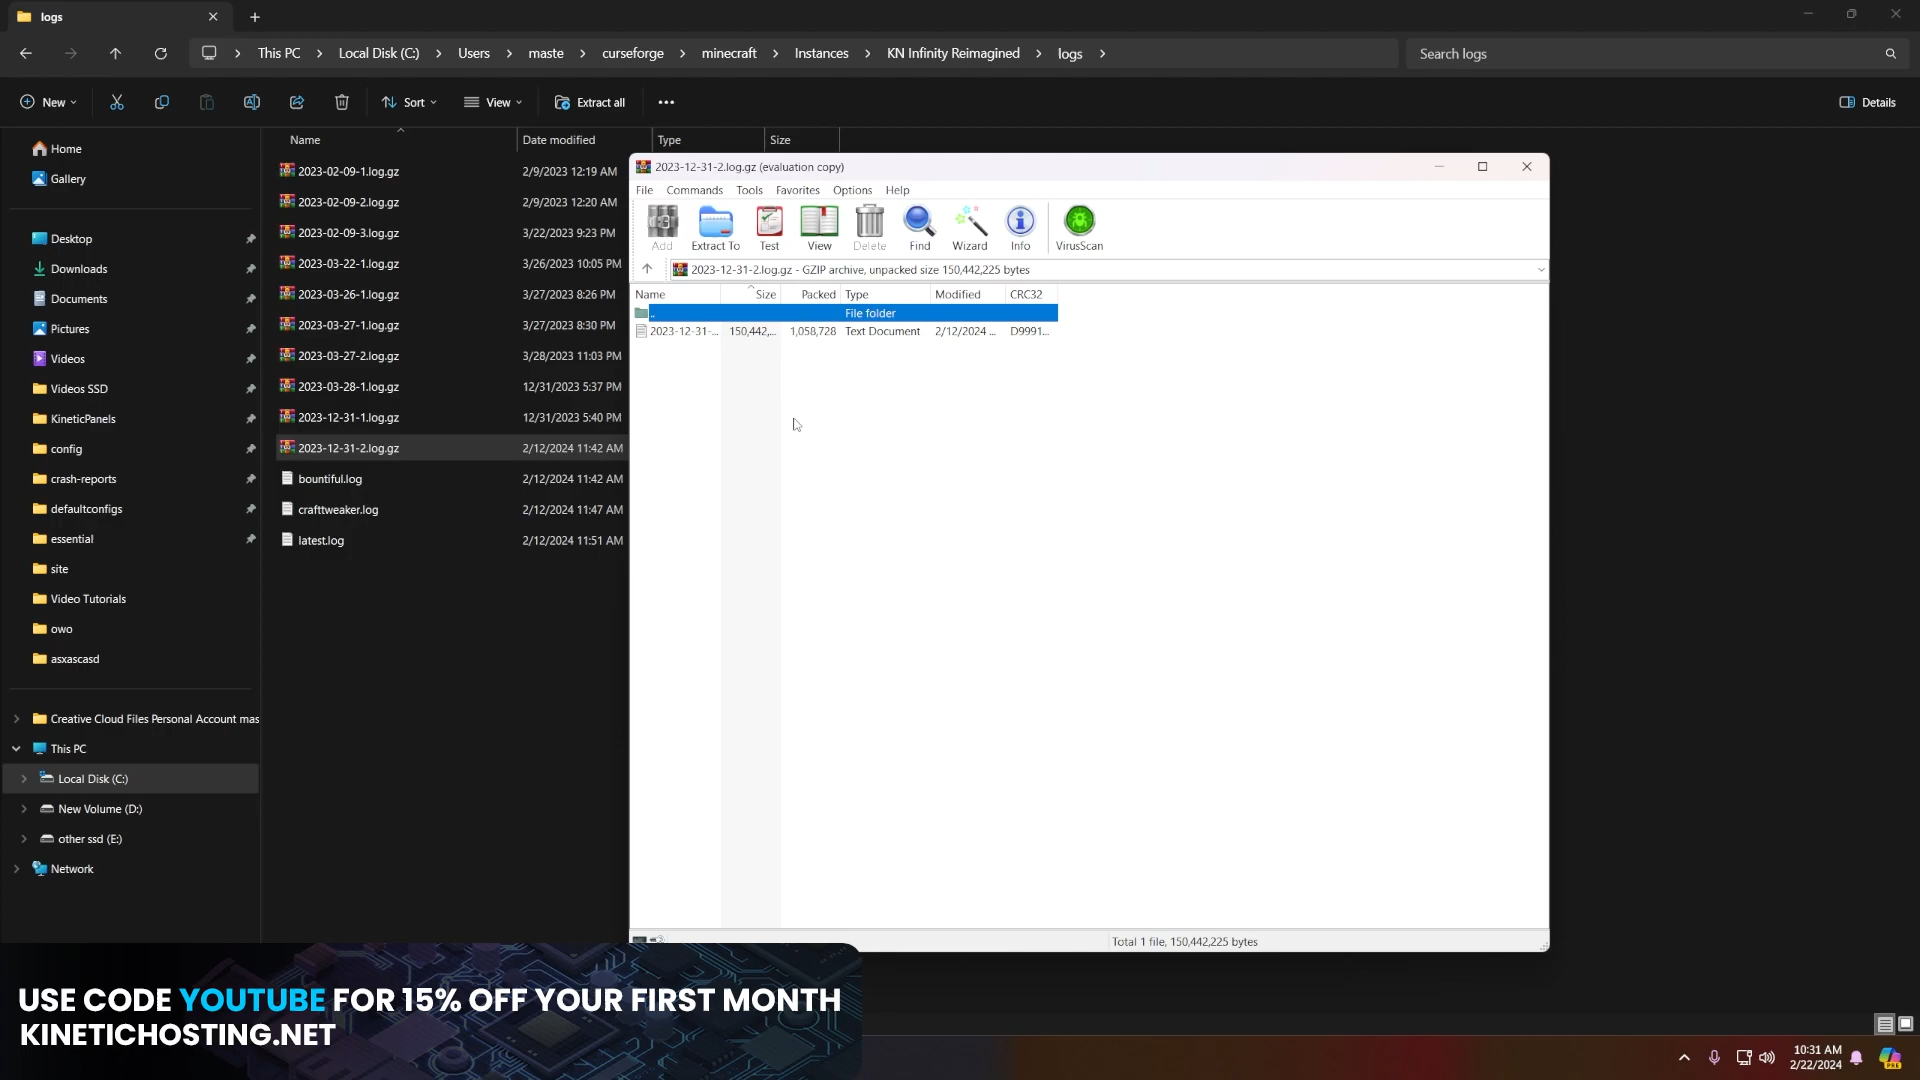 logs
This PC
Local Disk (C:)
Users
maste
curseforge
minecraft
Instances
KN Infinity Reimagined
logs
Search logs
New
Sort
View
Extract all
Details
Home
Gallery
Desktop
Downloads
Documents
Pictures
Videos
Videos SSD
KineticPanels
config
crash-reports
defaultconfigs
essential
site
Video Tutorials
owo
asxascasd
Creative Cloud Files Personal Account mas
This PC
Local Disk (C:)
New Volume (D:)
other ssd (E:)
Network
Name Date modified Type Size
2023-02-09-1.log.gz 2/9/2023 12:19 AM
2023-02-09-2.log.gz 2/9/2023 12:20 AM
2023-02-09-3.log.gz 3/22/2023 9:23 PM
2023-03-22-1.log.gz 3/26/2023 10:05 PM
2023-03-26-1.log.gz 3/27/2023 8:26 PM
2023-03-27-1.log.gz 3/27/2023 8:30 PM
2023-03-27-2.log.gz 3/28/2023 11:03 PM
2023-03-28-1.log.gz 12/31/2023 5:37 PM
2023-12-31-1.log.gz 12/31/2023 5:40 PM
2023-12-31-2.log.gz 2/12/2024 11:42 AM
bountiful.log 2/12/2024 11:42 AM
crafttweaker.log 2/12/2024 11:47 AM
latest.log 2/12/2024 11:51 AM
2023-12-31-2.log.gz (evaluation copy)
File Commands Tools Favorites Options Help
Add Extract To Test View Delete Find Wizard Info VirusScan
2023-12-31-2.log.gz - GZIP archive, unpacked size 150,442,225 bytes
Name Size Packed Type Modified CRC32
.. File folder
2023-12-31-... 150,442,... 1,058,728 Text Document 2/12/2024 ... D9991...
Total 1 file, 150,442,225 bytes
USE CODE YOUTUBE FOR 15% OFF YOUR FIRST MONTH
KINETICHOSTING.NET
10:31 AM
2/22/2024
PRE